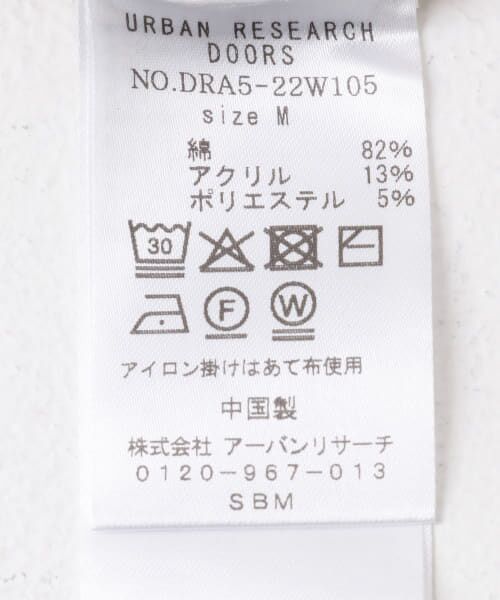 URBAN RESEARCH
DOORS
NO.DRA5-22W105
size M
綿 82%
アクリル 13%
ポリエステル 5%
30
F W
アイロン掛けはあて布使用
中国製
株式会社 アーバンリサーチ
0120-967-013
SBM